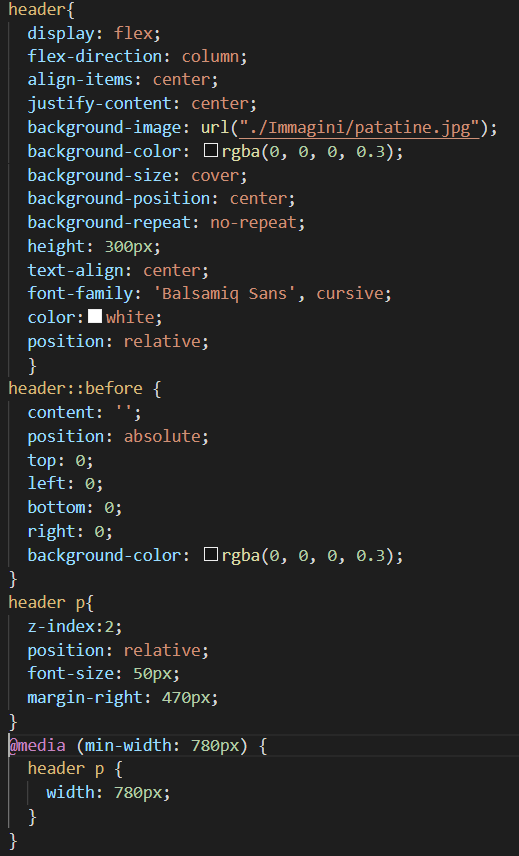 header{
display: flex;
flex-direction: column;
align-items: center;
justify-content: center;
background-image: url("./Immagini/patatine.jpg");
background-color: rgba(0, 0, 0, 0.3);
background-size: cover;
background-position: center;
background-repeat: no-repeat;
height: 300px;
text-align: center;
font-family: 'Balsamiq Sans', cursive;
color: white;
position: relative;
}
header::before {
content: '';
position: absolute;
top: 0;
left: 0;
bottom: 0;
right: 0;
background-color: rgba(0, 0, 0, 0.3);
}
header p{
z-index:2;
position: relative;
font-size: 50px;
margin-right: 470px;
}
@media (min-width: 780px) {
header p {
width: 780px;
}
}